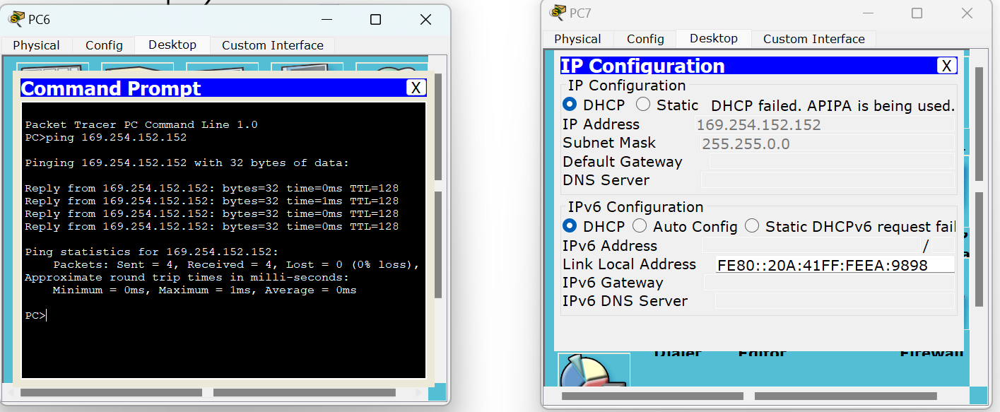 PC6
Physical Config Desktop Custom Interface
Command Prompt X
Packet Tracer PC Command Line 1.0
PC>ping 169.254.152.152
Pinging 169.254.152.152 with 32 bytes of data:
Reply from 169.254.152.152: bytes=32 time=0ms TTL=128
Reply from 169.254.152.152: bytes=32 time=1ms TTL=128
Reply from 169.254.152.152: bytes=32 time=0ms TTL=128
Reply from 169.254.152.152: bytes=32 time=0ms TTL=128
Ping statistics for 169.254.152.152:
Packets: Sent = 4, Received = 4, Lost = 0 (0% loss),
Approximate round trip times in milli-seconds:
Minimum = 0ms, Maximum = 1ms, Average = 0ms
PC>
PC7
Physical Config Desktop Custom Interface
IP Configuration X
IP Configuration
DHCP Static DHCP failed. APIPA is being used.
IP Address 169.254.152.152
Subnet Mask 255.255.0.0
Default Gateway
DNS Server
IPv6 Configuration
DHCP Auto Config Static DHCPv6 request fail
IPv6 Address /
Link Local Address FE80::20A:41FF:FEEA:9898
IPv6 Gateway
IPv6 DNS Server
Dialer Editor Firewall